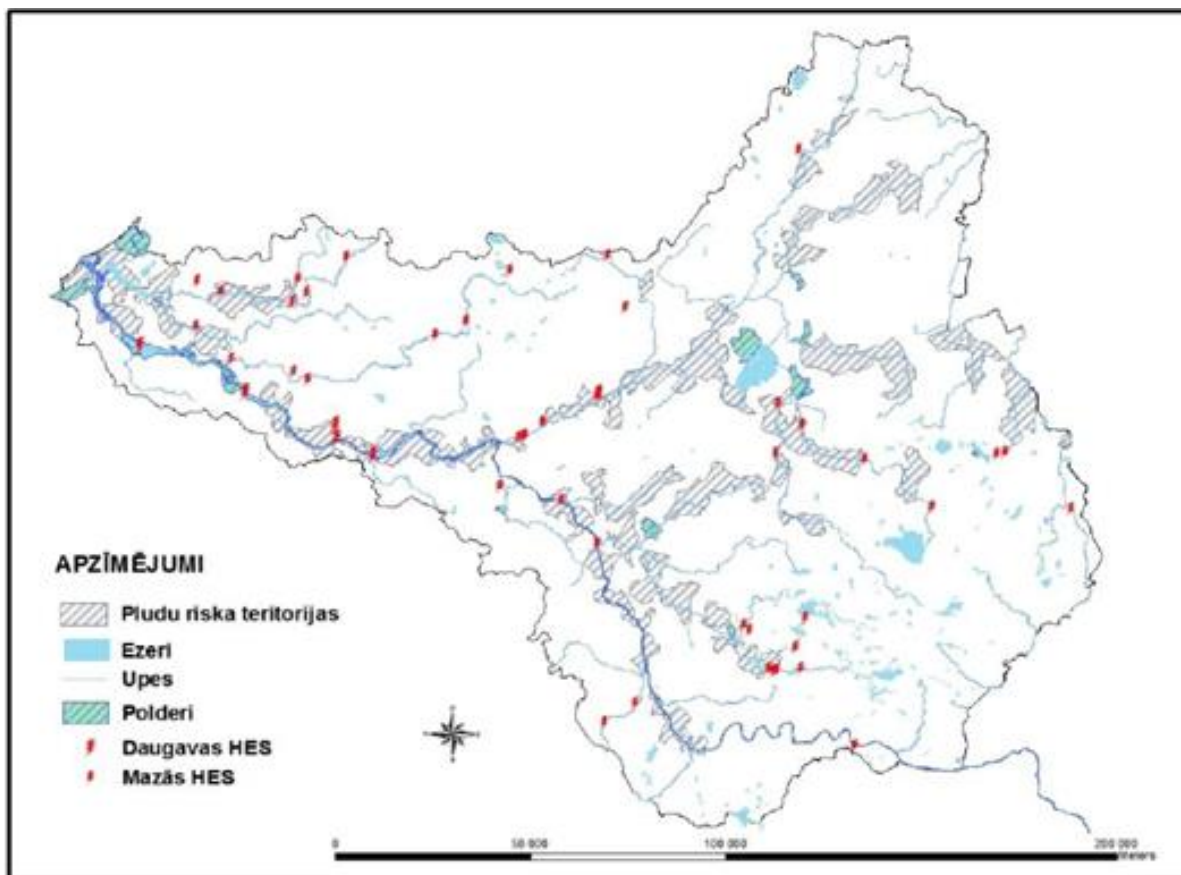 APZĪMĒJUMI
Pludu riska teritorijas
Ezeri
Upes
Polderi
Daugavas HES
Mazās HES
0 50 000 100 000 200 000
Meters